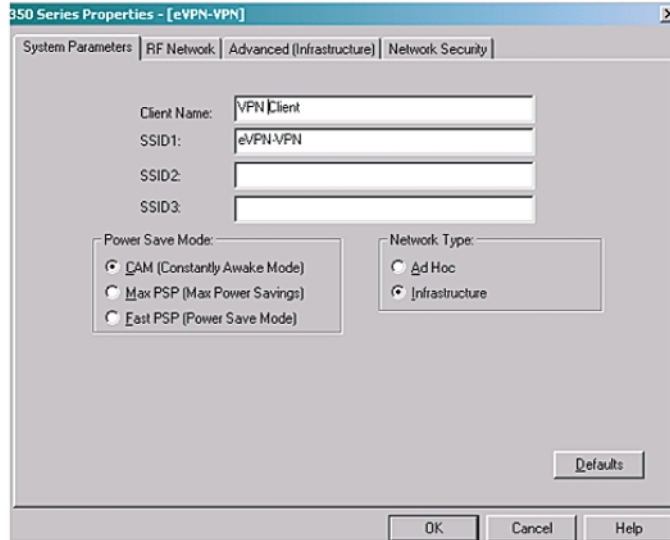 350 Series Properties - [eVPN-VPN]
System Parameters RF Network Advanced (Infrastructure) Network Security
Client Name: VPN Client
SSID1: eVPN-VPN
SSID2:
SSID3:
Power Save Mode: Network Type:
CAM (Constantly Awake Mode) Ad Hoc
Max PSP (Max Power Savings) Infrastructure
Fast PSP (Power Save Mode)
Defaults
OK Cancel Help